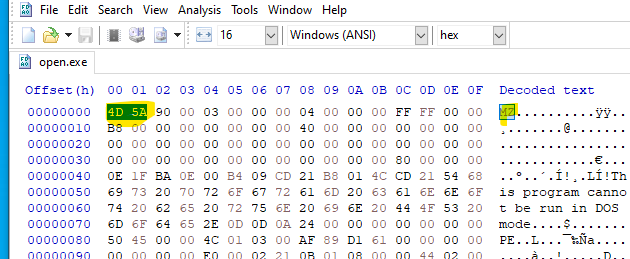 File Edit Search View Analysis Tools Window Help
16 Windows (ANSI) hex
open.exe
Offset(h) 00 01 02 03 04 05 06 07 08 09 0A 0B 0C 0D 0E 0F Decoded text
00000000 4D 5A 90 00 03 00 00 00 04 00 00 00 FF FF 00 00 MZ..........ÿÿ..
00000010 B8 00 00 00 00 00 00 00 40 00 00 00 00 00 00 00 ¸.......@.......
00000020 00 00 00 00 00 00 00 00 00 00 00 00 00 00 00 00 ................
00000030 00 00 00 00 00 00 00 00 00 00 00 00 80 00 00 00 ............€...
00000040 0E 1F BA 0E 00 B4 09 CD 21 B8 01 4C CD 21 54 68 ..º..´.Í!¸.LÍ!Th
00000050 69 73 20 70 72 6F 67 72 61 6D 20 63 61 6E 6E 6F is program canno
00000060 74 20 62 65 20 72 75 6E 20 69 6E 20 44 4F 53 20 t be run in DOS
00000070 6D 6F 64 65 2E 0D 0D 0A 24 00 00 00 00 00 00 00 mode....$.......
00000080 50 45 00 00 4C 01 03 00 AF 89 D1 61 00 00 00 00 PE..L...¯‰Ña....
00000090 00 00 00 00 E0 00 02 21 0B 01 08 00 00 44 02 00 ....à..!.....D..